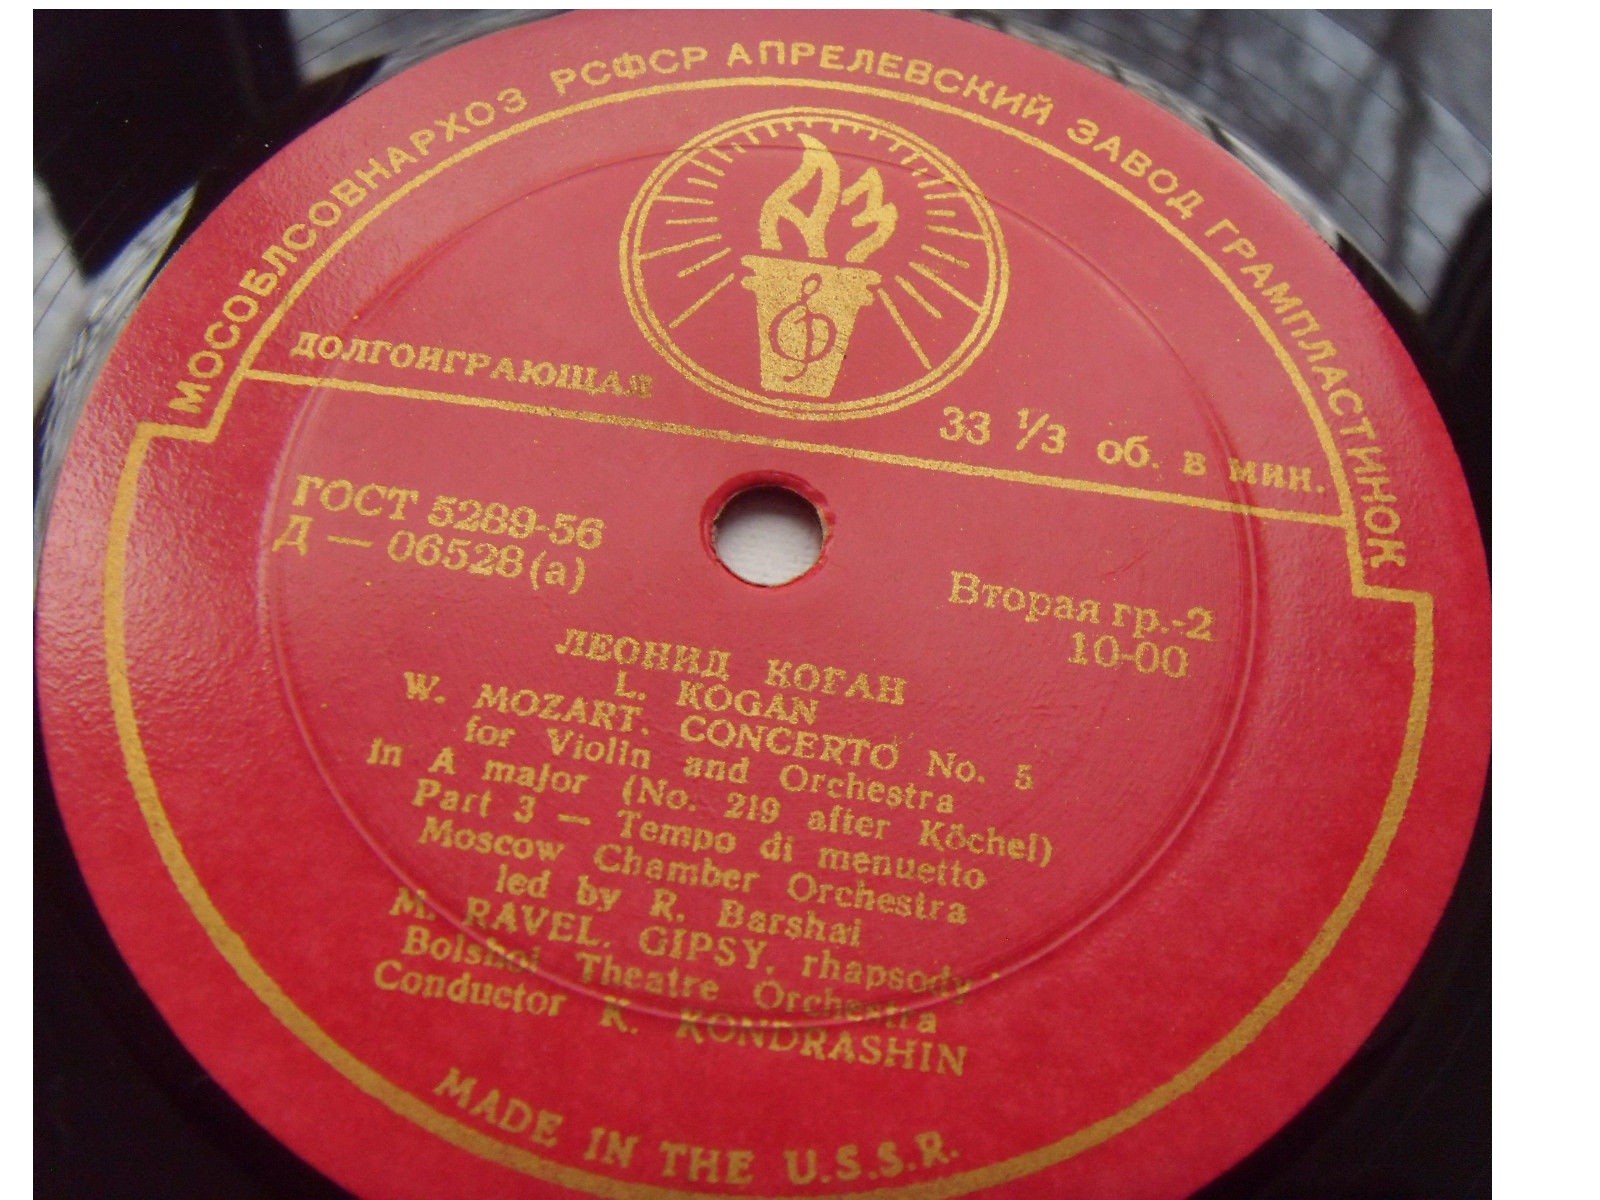 МОСОБЛСОВНАРХОЗ РСФСР АПРЕЛЕВСКИЙ ЗАВОД ГРАМПЛАСТИНОК
АЗ
ДОЛГОИГРАЮЩАЯ
33 1/3 об. в мин.
ГОСТ 5289-56
Д — 06528(а)
Вторая гр.-2
10-00
ЛЕОНИД КОГАН
L. KOGAN
W. MOZART. CONCERTO No. 5
for Violin and Orchestra
in A major (No. 219 after Köchel)
Part 3 — Tempo di menuetto
Moscow Chamber Orchestra
led by R. Barshai
M. RAVEL. GIPSY, rhapsody
Bolshoi Theatre Orchestra
Conductor K. KONDRASHIN
MADE IN THE U.S.S.R.